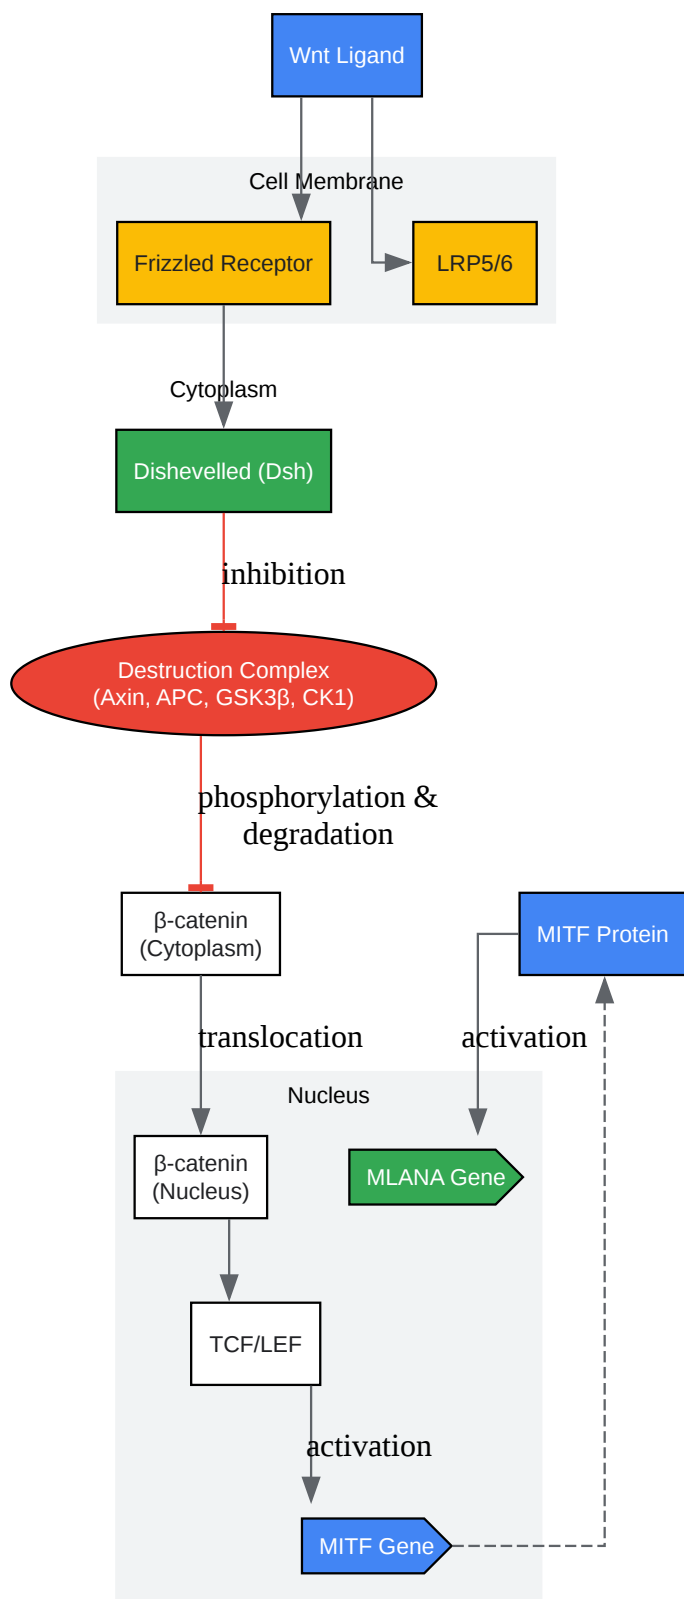 Wnt Ligand
Cell Membrane
Frizzled Receptor
LRP5/6
Cytoplasm
Dishevelled (Dsh)
inhibition
Destruction Complex
(Axin, APC, GSK3β, CK1)
phosphorylation &
degradation
β-catenin
(Cytoplasm)
MITF Protein
translocation
activation
Nucleus
β-catenin
(Nucleus)
MLANA Gene
TCF/LEF
activation
MITF Gene